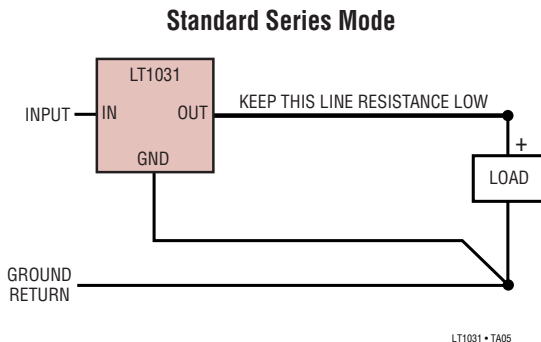 Standard Series Mode
LT1031
INPUT
IN
OUT
KEEP THIS LINE RESISTANCE LOW
GND
+
LOAD
GROUND
RETURN
LT1031 • TA05